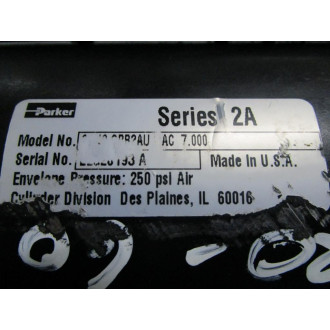 Parker
Series 2A
Model No. AC 7.000
Serial No. A Made in U.S.A.
Envelope Pressure: 250 psi Air
Cylinder Division Des Plaines, IL 60016